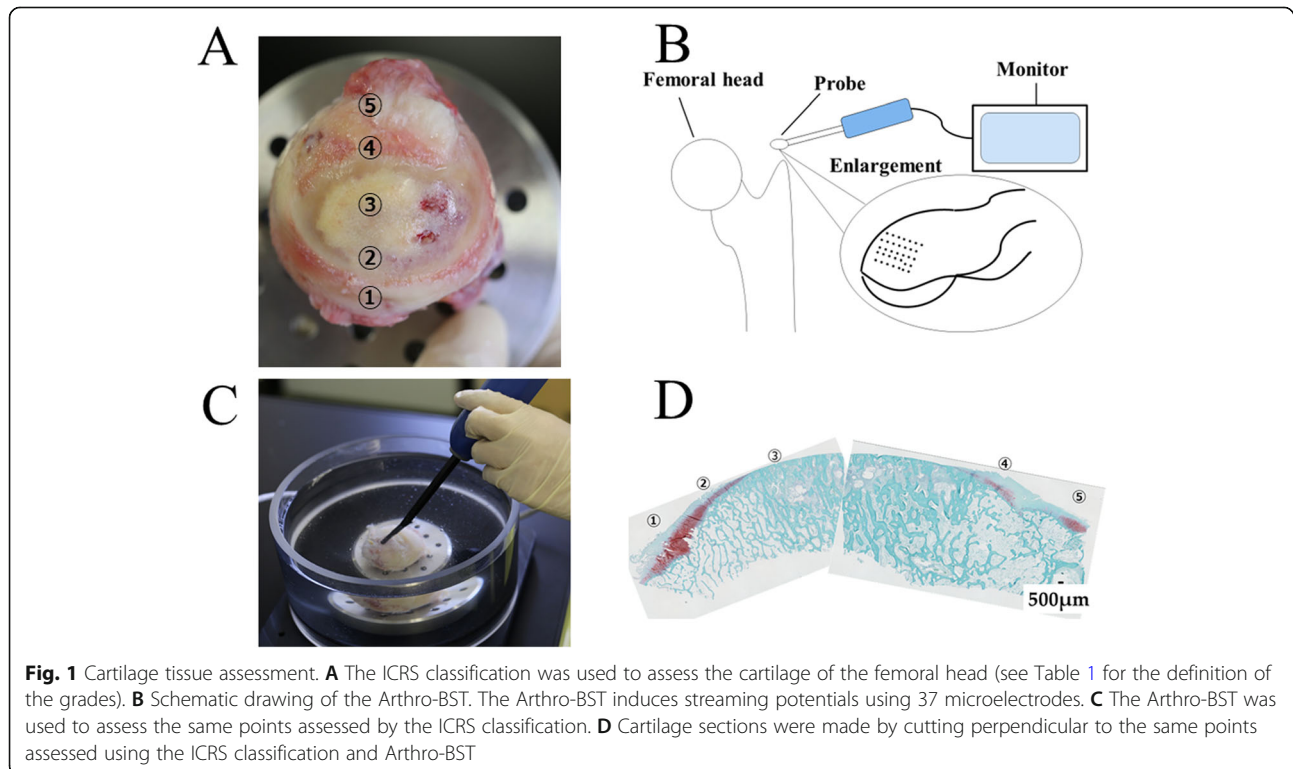 A
⑤
④
③
②
①
B
Femoral head
Probe
Monitor
Enlargement
C
D
①
②
③
④
⑤
500μm
Fig. 1 Cartilage tissue assessment. A The ICRS classification was used to assess the cartilage of the femoral head (see Table 1 for the definition of
the grades). B Schematic drawing of the Arthro-BST. The Arthro-BST induces streaming potentials using 37 microelectrodes. C The Arthro-BST was
used to assess the same points assessed by the ICRS classification. D Cartilage sections were made by cutting perpendicular to the same points
assessed using the ICRS classification and Arthro-BST